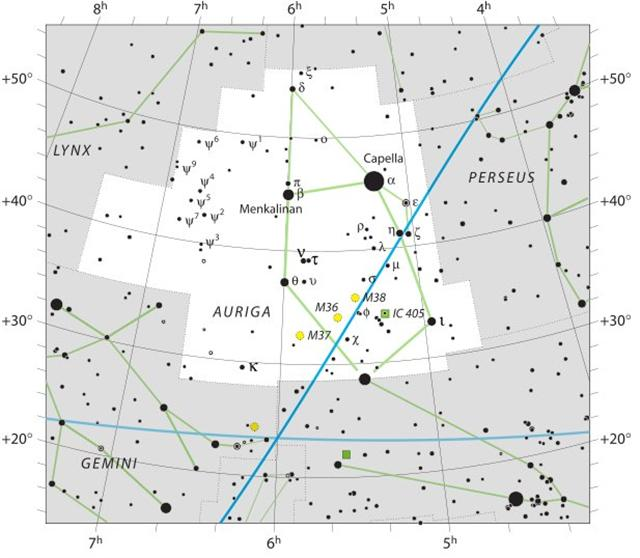 8h 7h 6h 5h 4h
+50°
+50°
ξ
δ
ψ⁶ ψ¹ ο
LYNX
ψ⁹
Capella
ψ⁴ π α
PERSEUS
+40°
+40°
β
ψ⁵ Menkalinan ε
ψ⁷ ψ² ρ η ζ
ψ³ λ
ν τ μ
θ υ σ
M38
AURIGA M36 φ IC 405
+30°
+30°
ι
M37 χ
κ
+20°
+20°
GEMINI
7h 6h 5h